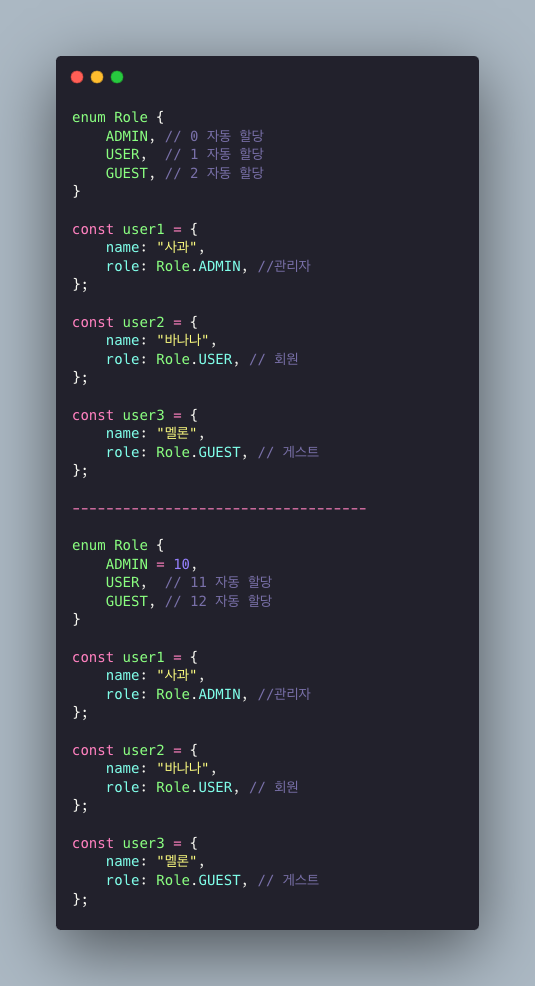 enum Role {
    ADMIN, // 0 자동 할당
    USER,  // 1 자동 할당
    GUEST, // 2 자동 할당
}
const user1 = {
    name: "사과",
    role: Role.ADMIN, //관리자
};
const user2 = {
    name: "바나나",
    role: Role.USER, // 회원
};
const user3 = {
    name: "멜론",
    role: Role.GUEST, // 게스트
};
-----------------------------------
enum Role {
    ADMIN = 10,
    USER,  // 11 자동 할당
    GUEST, // 12 자동 할당
}
const user1 = {
    name: "사과",
    role: Role.ADMIN, //관리자
};
const user2 = {
    name: "바나나",
    role: Role.USER, // 회원
};
const user3 = {
    name: "멜론",
    role: Role.GUEST, // 게스트
};